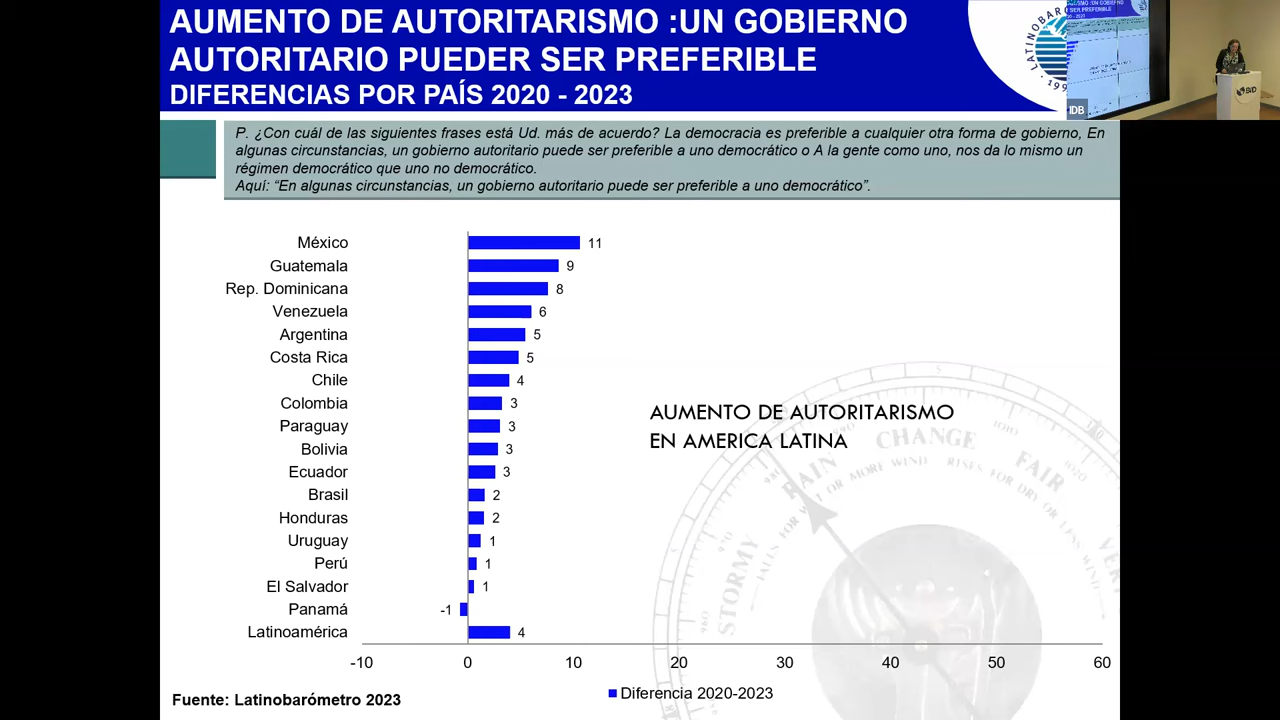 AUMENTO DE AUTORITARISMO :UN GOBIERNO
AUTORITARIO PUEDER SER PREFERIBLE
DIFERENCIAS POR PAÍS 2020 - 2023
IDB
BID
P. ¿Con cuál de las siguientes frases está Ud. más de acuerdo? La democracia es preferible a cualquier otra forma de gobierno, En
algunas circunstancias, un gobierno autoritario puede ser preferible a uno democrático o A la gente como uno, nos da lo mismo un
régimen democrático que uno no democrático.
Aquí: “En algunas circunstancias, un gobierno autoritario puede ser preferible a uno democrático”.
México 11
Guatemala 9
Rep. Dominicana 8
Venezuela 6
Argentina 5
Costa Rica 5
Chile 4
Colombia 3
Paraguay 3
Bolivia 3
Ecuador 3
Brasil 2
Honduras 2
Uruguay 1
Perú 1
El Salvador 1
Panamá -1
Latinoamérica 4
-10 0 10 20 30 40 50 60
Diferencia 2020-2023
AUMENTO DE AUTORITARISMO
EN AMERICA LATINA
STORMY RAIN CHANGE FAIR
Fuente: Latinobarómetro 2023